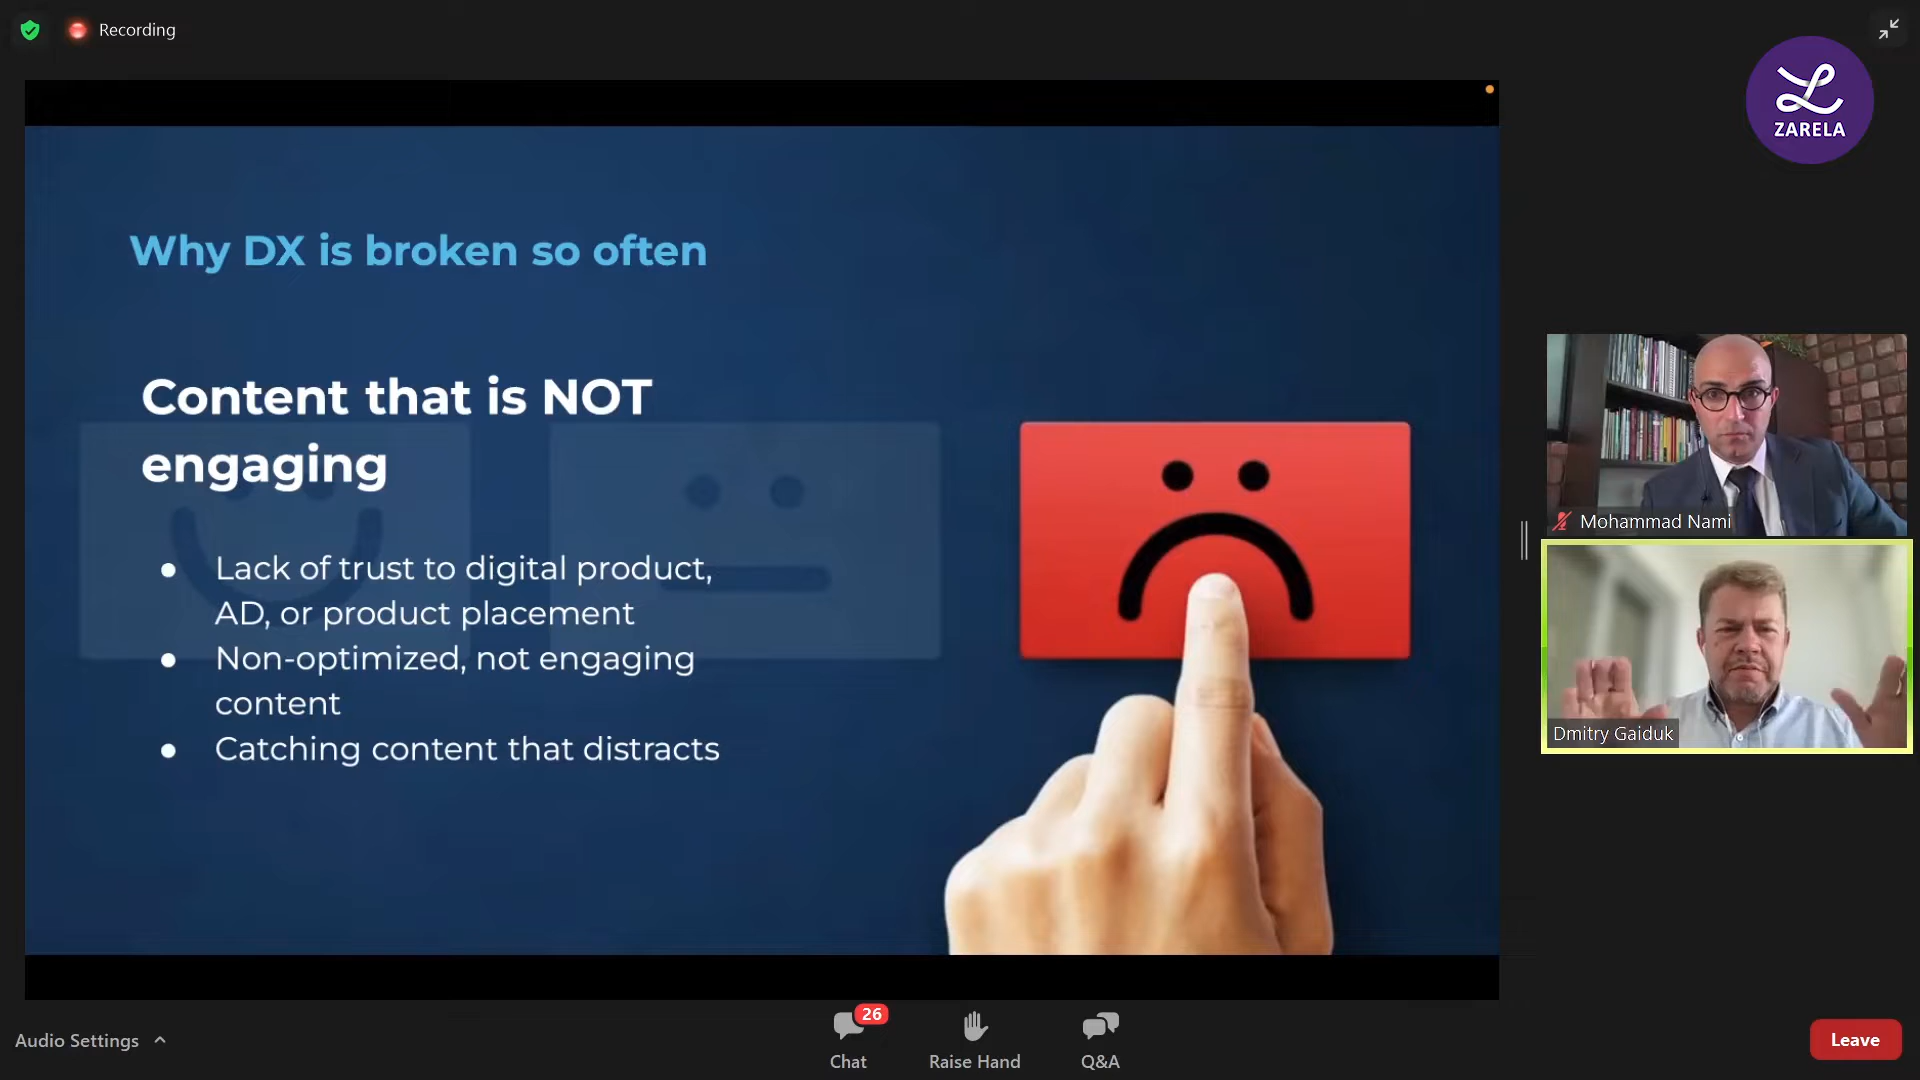 Recording
ZARELA
Why DX is broken so often
Content that is NOT
engaging
● Lack of trust to digital product,
AD, or product placement
● Non-optimized, not engaging
content
● Catching content that distracts
Mohammad Nami
Dmitry Gaiduk
Audio Settings
26
Chat
Raise Hand
Q&A
Leave